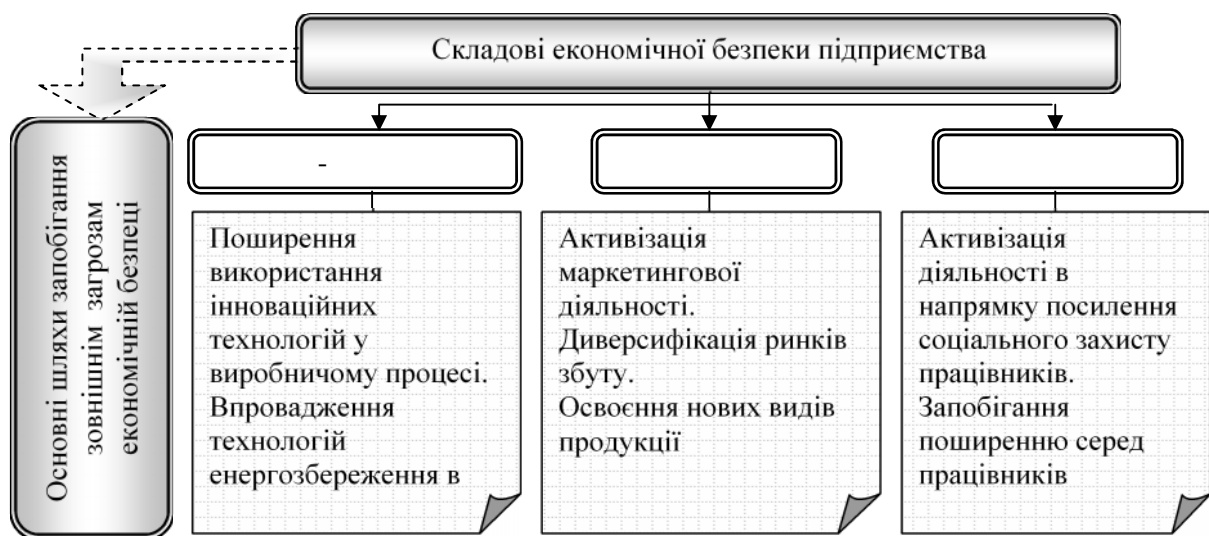 Складові економічної безпеки підприємства
Основні шляхи запобігання
зовнішнім загрозам
економічній безпеці
-
Поширення
використання
інноваційних
технологій у
виробничому процесі.
Впровадження
технологій
енергозбереження в
Активізація
маркетингової
діяльності.
Диверсифікація ринків
збуту.
Освоєння нових видів
продукції
Активізація
діяльності в
напрямку посилення
соціального захисту
працівників.
Запобігання
поширенню серед
працівників